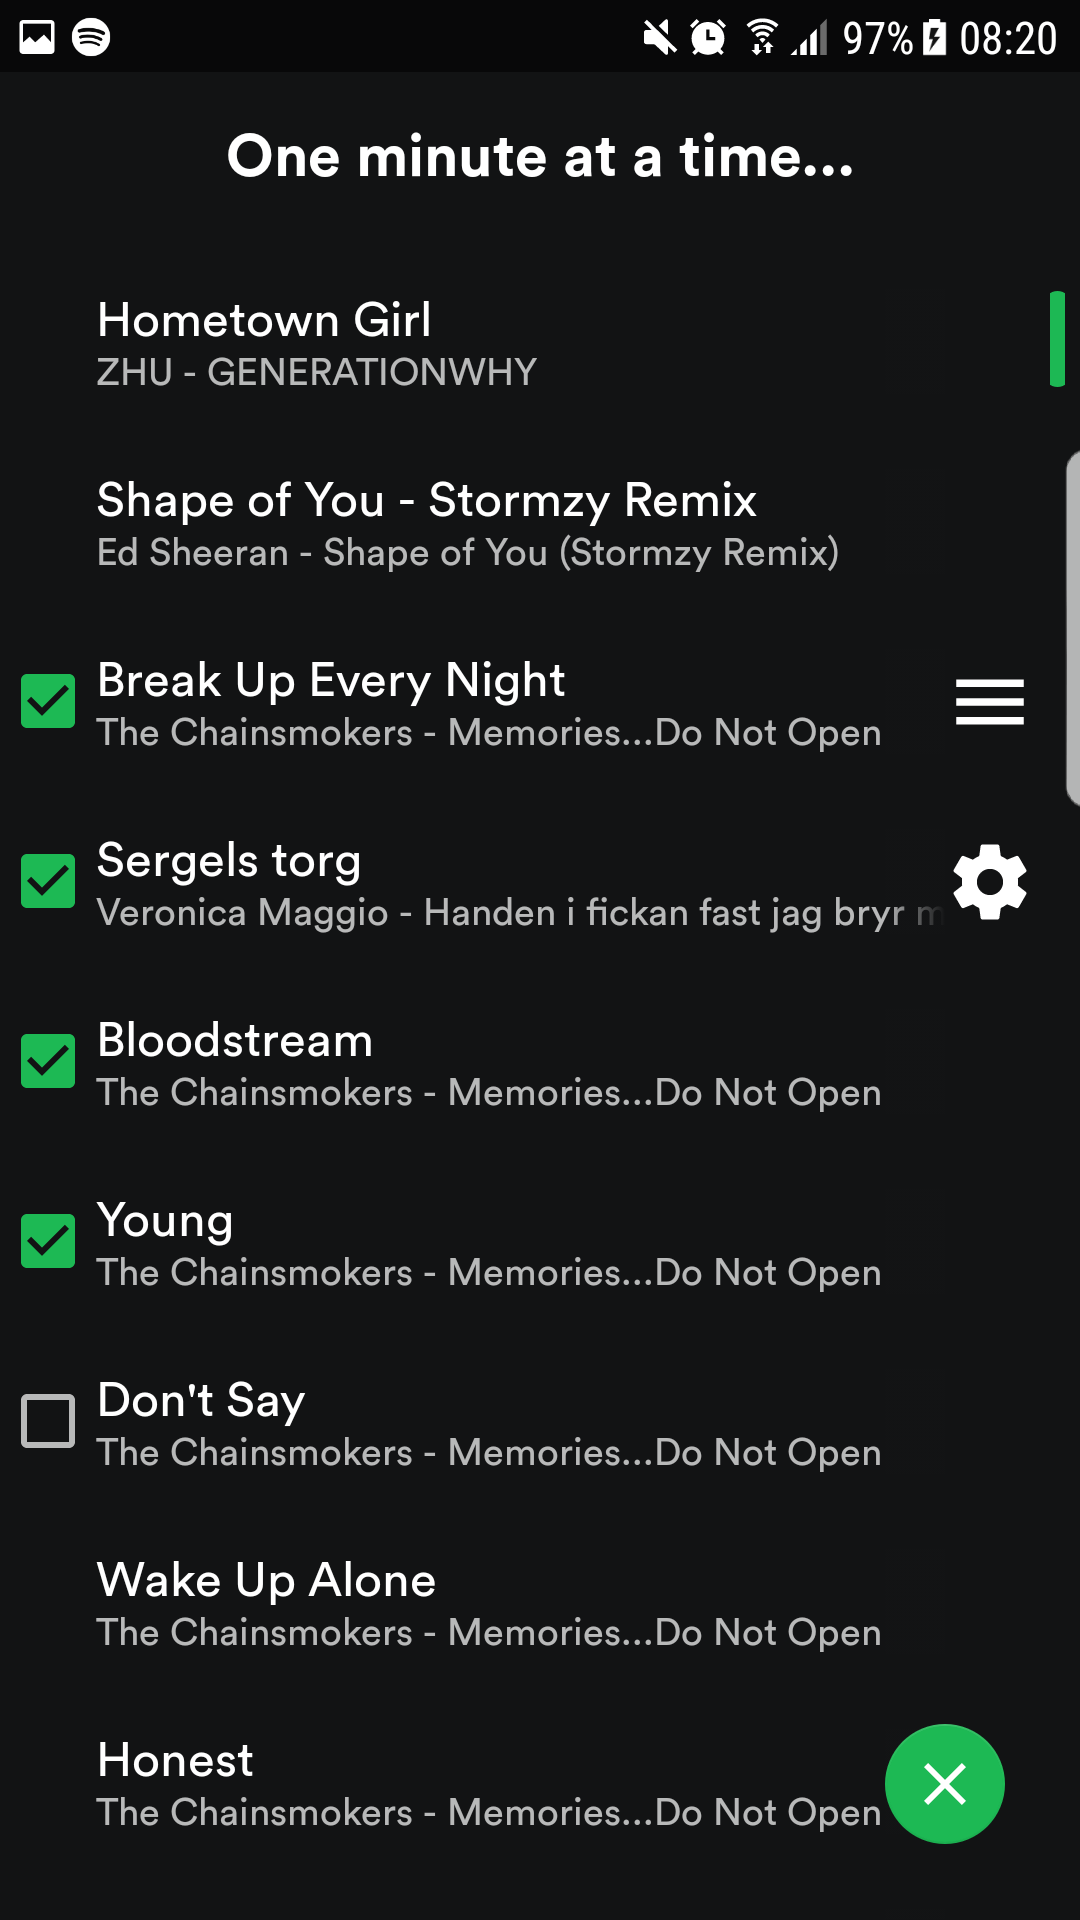 97% 08:20
One minute at a time...
Hometown Girl
ZHU - GENERATIONWHY
Shape of You - Stormzy Remix
Ed Sheeran - Shape of You (Stormzy Remix)
Break Up Every Night
The Chainsmokers - Memories...Do Not Open
Sergels torg
Veronica Maggio - Handen i fickan fast jag bryr m
Bloodstream
The Chainsmokers - Memories...Do Not Open
Young
The Chainsmokers - Memories...Do Not Open
Don't Say
The Chainsmokers - Memories...Do Not Open
Wake Up Alone
The Chainsmokers - Memories...Do Not Open
Honest
The Chainsmokers - Memories...Do Not Open